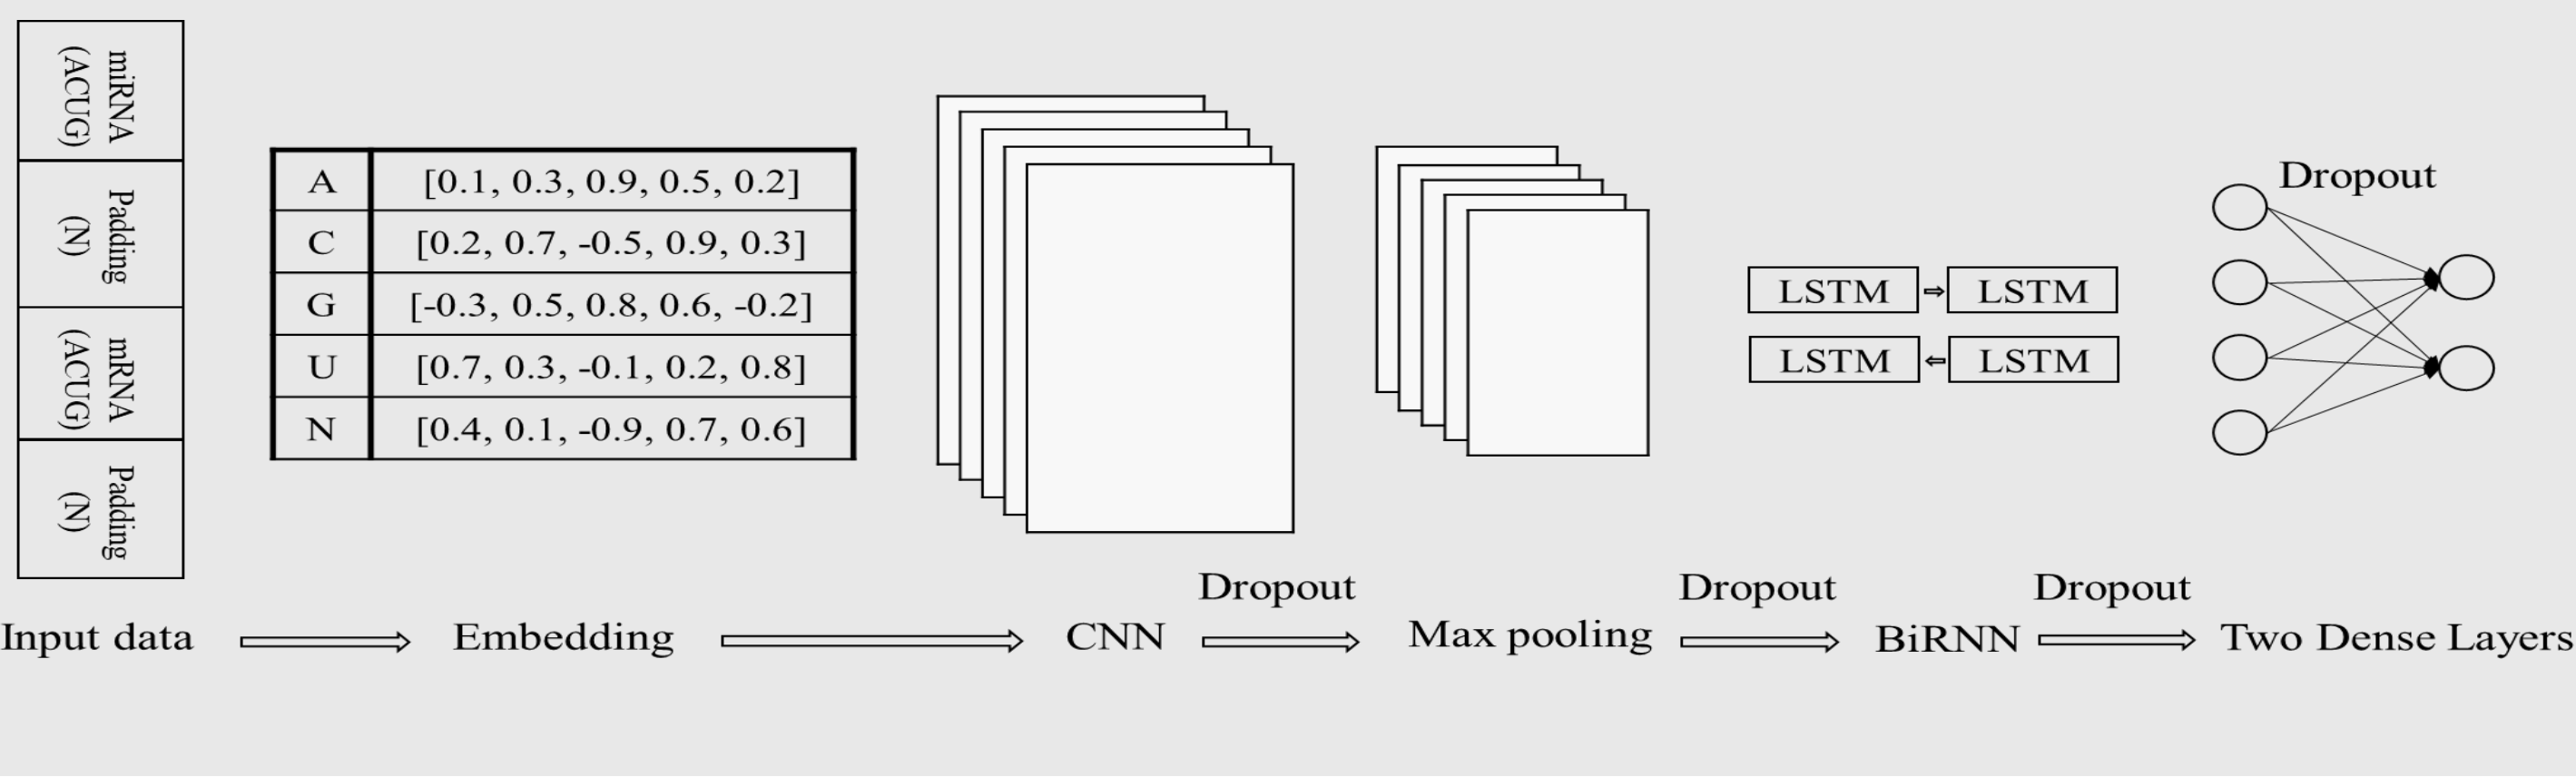 miRNA
(ACUG)
Padding
(N)
mRNA
(ACUG)
Padding
(N)
A [0.1, 0.3, 0.9, 0.5, 0.2]
C [0.2, 0.7, -0.5, 0.9, 0.3]
G [-0.3, 0.5, 0.8, 0.6, -0.2]
U [0.7, 0.3, -0.1, 0.2, 0.8]
N [0.4, 0.1, -0.9, 0.7, 0.6]
LSTM LSTM
LSTM LSTM
Dropout
Dropout Dropout Dropout
Input data Embedding CNN Max pooling BiRNN Two Dense Layers